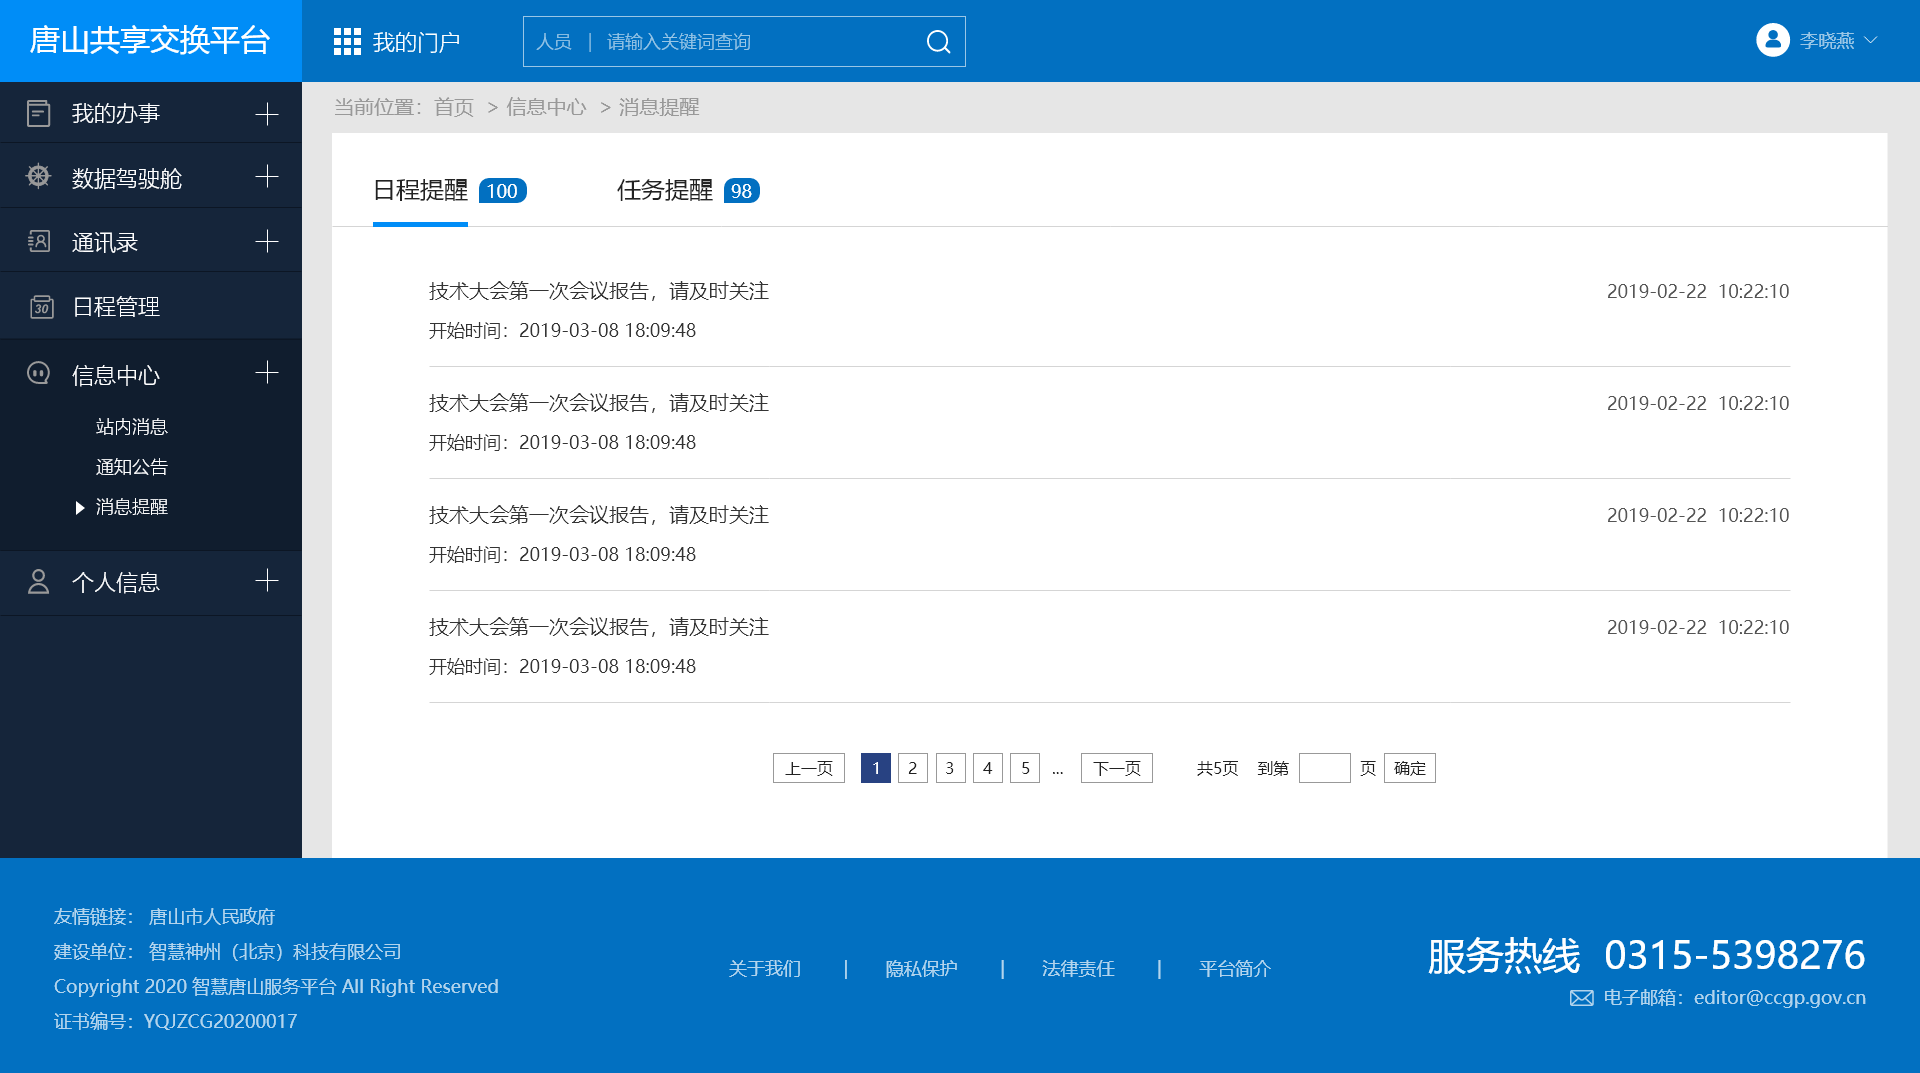 唐山共享交换平台
我的门户
人员 | 请输入关键词查询
李晓燕
我的办事
数据驾驶舱
通讯录
30 日程管理
信息中心
站内消息
通知公告
消息提醒
个人信息
当前位置：首页 > 信息中心 > 消息提醒
日程提醒 100 任务提醒 98
技术大会第一次会议报告，请及时关注 2019-02-22 10:22:10
开始时间：2019-03-08 18:09:48
技术大会第一次会议报告，请及时关注 2019-02-22 10:22:10
开始时间：2019-03-08 18:09:48
技术大会第一次会议报告，请及时关注 2019-02-22 10:22:10
开始时间：2019-03-08 18:09:48
技术大会第一次会议报告，请及时关注 2019-02-22 10:22:10
开始时间：2019-03-08 18:09:48
上一页 1 2 3 4 5 ... 下一页 共5页 到第 页 确定
友情链接： 唐山市人民政府
建设单位： 智慧神州（北京）科技有限公司
Copyright 2020 智慧唐山服务平台 All Right Reserved
证书编号：YQJZCG20200017
关于我们 | 隐私保护 | 法律责任 | 平台简介
服务热线 0315-5398276
电子邮箱：editor@ccgp.gov.cn